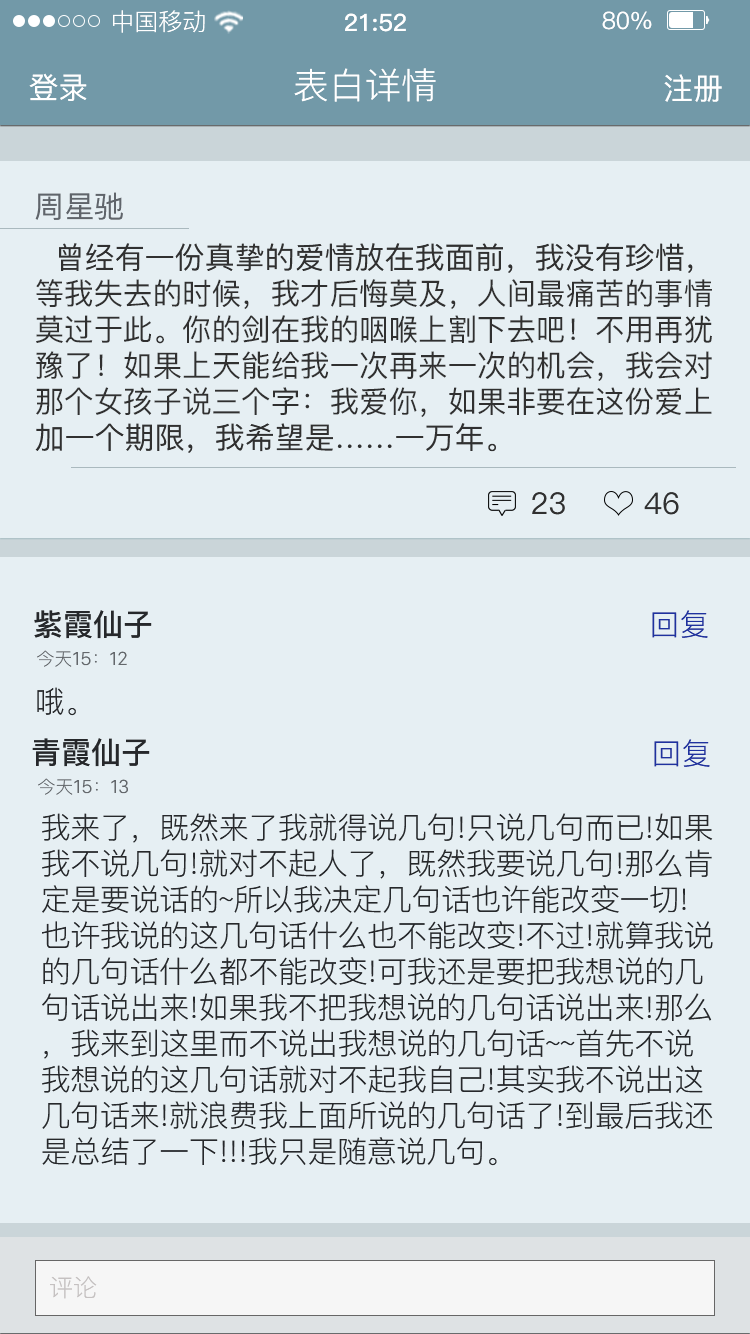 中国移动 21:52 80%
登录 表白详情 注册
周星驰
曾经有一份真挚的爱情放在我面前，我没有珍惜，
等我失去的时候，我才后悔莫及，人间最痛苦的事情
莫过于此。你的剑在我的咽喉上割下去吧！不用再犹
豫了！如果上天能给我一次再来一次的机会，我会对
那个女孩子说三个字：我爱你，如果非要在这份爱上
加一个期限，我希望是……一万年。
23 46
紫霞仙子 回复
今天15：12
哦。
青霞仙子 回复
今天15：13
我来了，既然来了我就得说几句!只说几句而已!如果
我不说几句!就对不起人了，既然我要说几句!那么肯
定是要说话的~所以我决定几句话也许能改变一切!
也许我说的这几句话什么也不能改变!不过!就算我说
的几句话什么都不能改变!可我还是要把我想说的几
句话说出来!如果我不把我想说的几句话说出来!那么
，我来到这里而不说出我想说的几句话~~首先不说
我想说的这几句话就对不起我自己!其实我不说出这
几句话来!就浪费我上面所说的几句话了!到最后我还
是总结了一下!!!我只是随意说几句。
评论